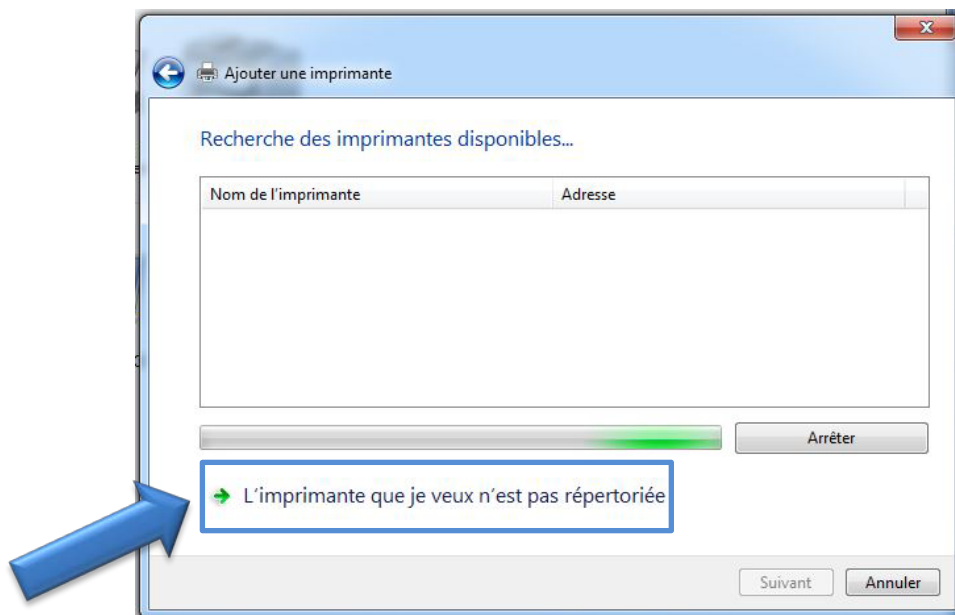 Ajouter une imprimante
Recherche des imprimantes disponibles...
Nom de l'imprimante Adresse
Arrêter
L'imprimante que je veux n'est pas répertoriée
Suivant Annuler